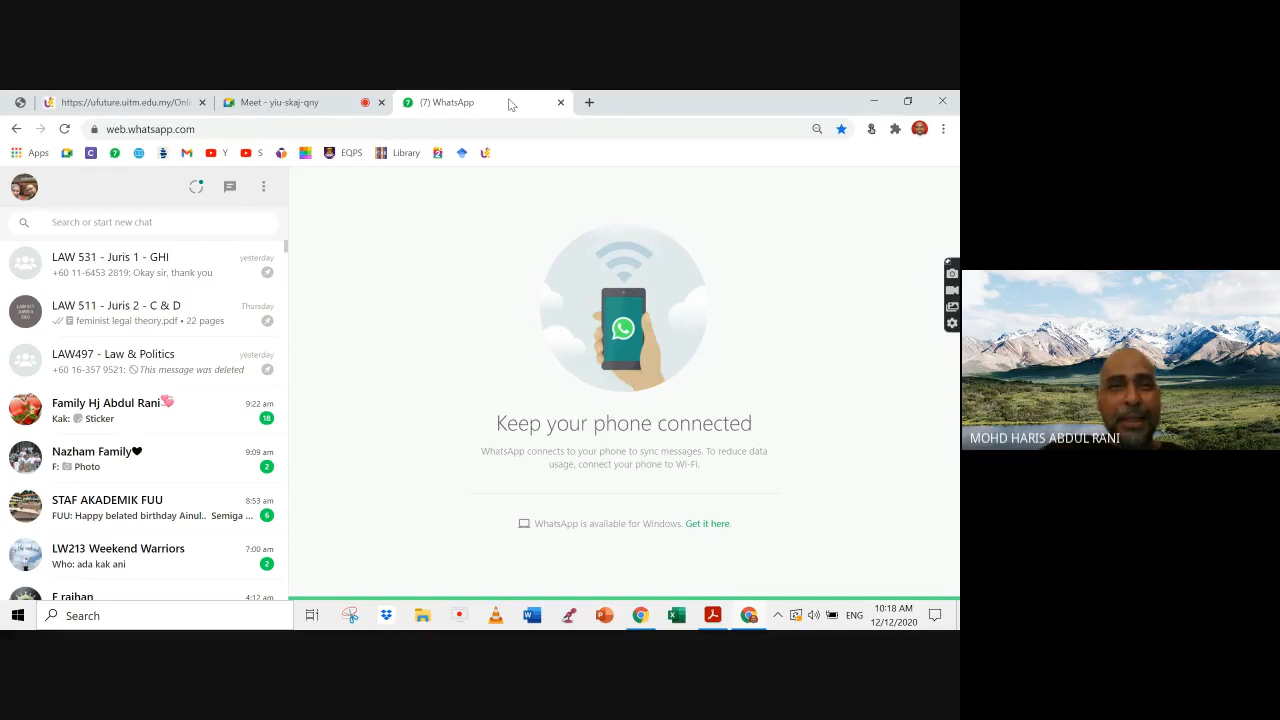 https://ufuture.uitm.edu.my/Onli
Meet - yiu-skaj-qny
(7) WhatsApp
web.whatsapp.com
Apps
Y
S
EQPS
Library
Search or start new chat
LAW 531 - Juris 1 - GHI
yesterday
+60 11-6453 2819: Okay sir, thank you
LAW 511 - Juris 2 - C & D
Thursday
feminist legal theory.pdf • 22 pages
LAW497 - Law & Politics
yesterday
+60 16-357 9521: This message was deleted
Family Hj Abdul Rani
9:22 am
Kak: Sticker
18
Nazham Family
9:09 am
F: Photo
2
STAF AKADEMIK FUU
8:53 am
FUU: Happy belated birthday Ainul.. Semiga ...
6
LW213 Weekend Warriors
7:00 am
Who: ada kak ani
2
F raihan
4:12 am
Keep your phone connected
WhatsApp connects to your phone to sync messages. To reduce data
usage, connect your phone to Wi-Fi.
WhatsApp is available for Windows. Get it here.
MOHD HARIS ABDUL RANI
Search
ENG
10:18 AM
12/12/2020